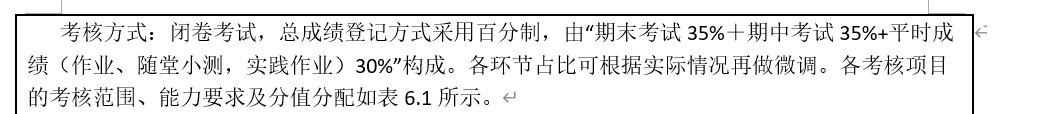 考核方式：闭卷考试，总成绩登记方式采用百分制，由“期末考试35%＋期中考试35%+平时成
绩（作业、随堂小测，实践作业）30%”构成。各环节占比可根据实际情况再做微调。各考核项目
的考核范围、能力要求及分值分配如表 6.1 所示。